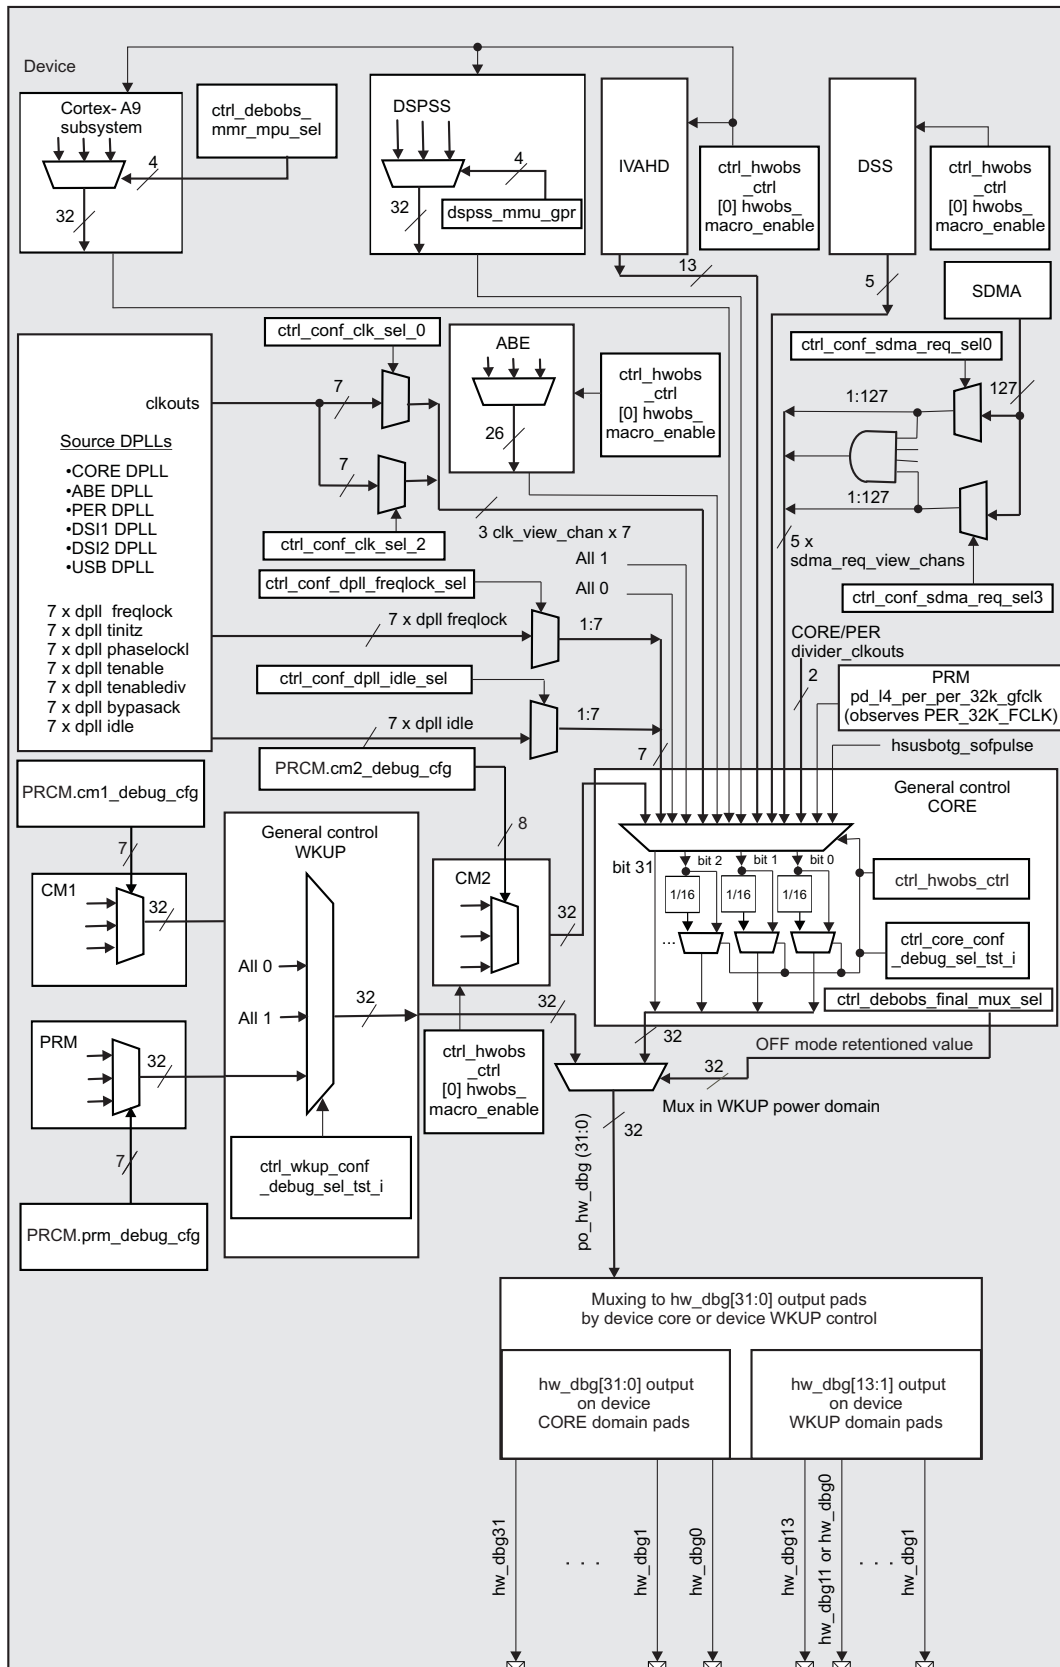 Device
Cortex- A9
subsystem
4
32
ctrl_debobs_
mmr_mpu_sel
DSPSS
4
32
dspss_mmu_gpr
IVAHD
13
ctrl_hwobs
_ctrl
[0] hwobs_
macro_enable
DSS
5
ctrl_hwobs
_ctrl
[0] hwobs_
macro_enable
SDMA
ctrl_conf_sdma_req_sel0
127
1:127
1:127
5 x
sdma_req_view_chans
ctrl_conf_sdma_req_sel3
ctrl_conf_clk_sel_0
7
7
ctrl_conf_clk_sel_2
ABE
26
ctrl_hwobs
_ctrl
[0] hwobs_
macro_enable
3 clk_view_chan x 7
All 1
All 0
clkouts
Source DPLLs
•CORE DPLL
•ABE DPLL
•PER DPLL
•DSI1 DPLL
•DSI2 DPLL
•USB DPLL
7 x dpll freqlock
7 x dpll tinitz
7 x dpll phaselockl
7 x dpll tenable
7 x dpll tenablediv
7 x dpll bypasack
7 x dpll idle
ctrl_conf_dpll_freqlock_sel
7 x dpll freqlock
1:7
ctrl_conf_dpll_idle_sel
7 x dpll idle
1:7
7
CORE/PER
divider_clkouts
2
PRM
pd_l4_per_per_32k_gfclk
(observes PER_32K_FCLK)
hsusbotg_sofpulse
PRCM.cm1_debug_cfg
7
CM1
32
PRCM.cm2_debug_cfg
8
CM2
32
General control
WKUP
All 0
All 1
32
32
ctrl_wkup_conf
_debug_sel_tst_i
PRM
32
7
PRCM.prm_debug_cfg
ctrl_hwobs
_ctrl
[0] hwobs_
macro_enable
General control
CORE
bit 31
bit 2
bit 1
bit 0
1/16
1/16
1/16
...
ctrl_hwobs_ctrl
ctrl_core_conf
_debug_sel_tst_i
ctrl_debobs_final_mux_sel
32
OFF mode retentioned value
32
Mux in WKUP power domain
32
po_hw_dbg (31:0)
Muxing to hw_dbg[31:0] output pads
by device core or device WKUP control
hw_dbg[31:0] output
on device
CORE domain pads
hw_dbg[13:1] output
on device
WKUP domain pads
hw_dbg31
. . .
hw_dbg1
hw_dbg0
hw_dbg13
hw_dbg11 or hw_dbg0
. . .
hw_dbg1